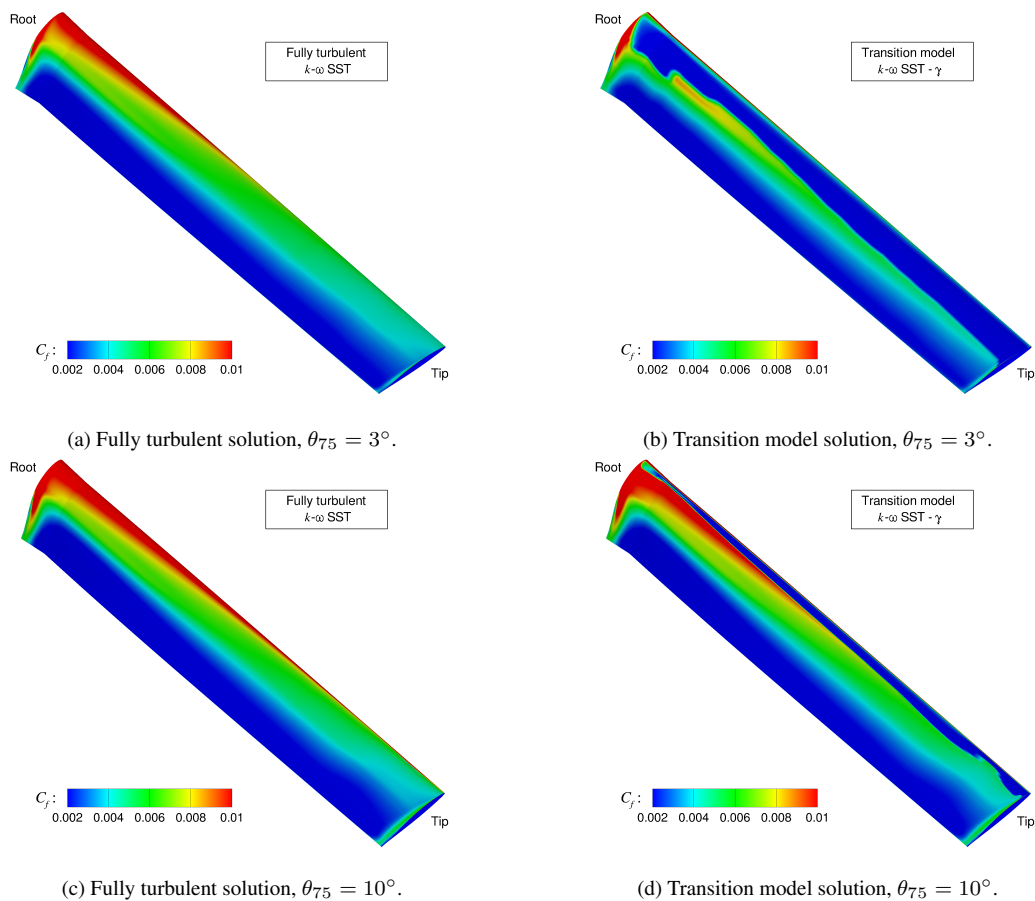 Root
Fully turbulent
k-ω SST
C_f :
0.002 0.004 0.006 0.008 0.01
Tip
(a) Fully turbulent solution, θ75 = 3°.
Root
Transition model
k-ω SST - γ
C_f :
0.002 0.004 0.006 0.008 0.01
Tip
(b) Transition model solution, θ75 = 3°.
Root
Fully turbulent
k-ω SST
C_f :
0.002 0.004 0.006 0.008 0.01
Tip
(c) Fully turbulent solution, θ75 = 10°.
Root
Transition model
k-ω SST - γ
C_f :
0.002 0.004 0.006 0.008 0.01
Tip
(d) Transition model solution, θ75 = 10°.